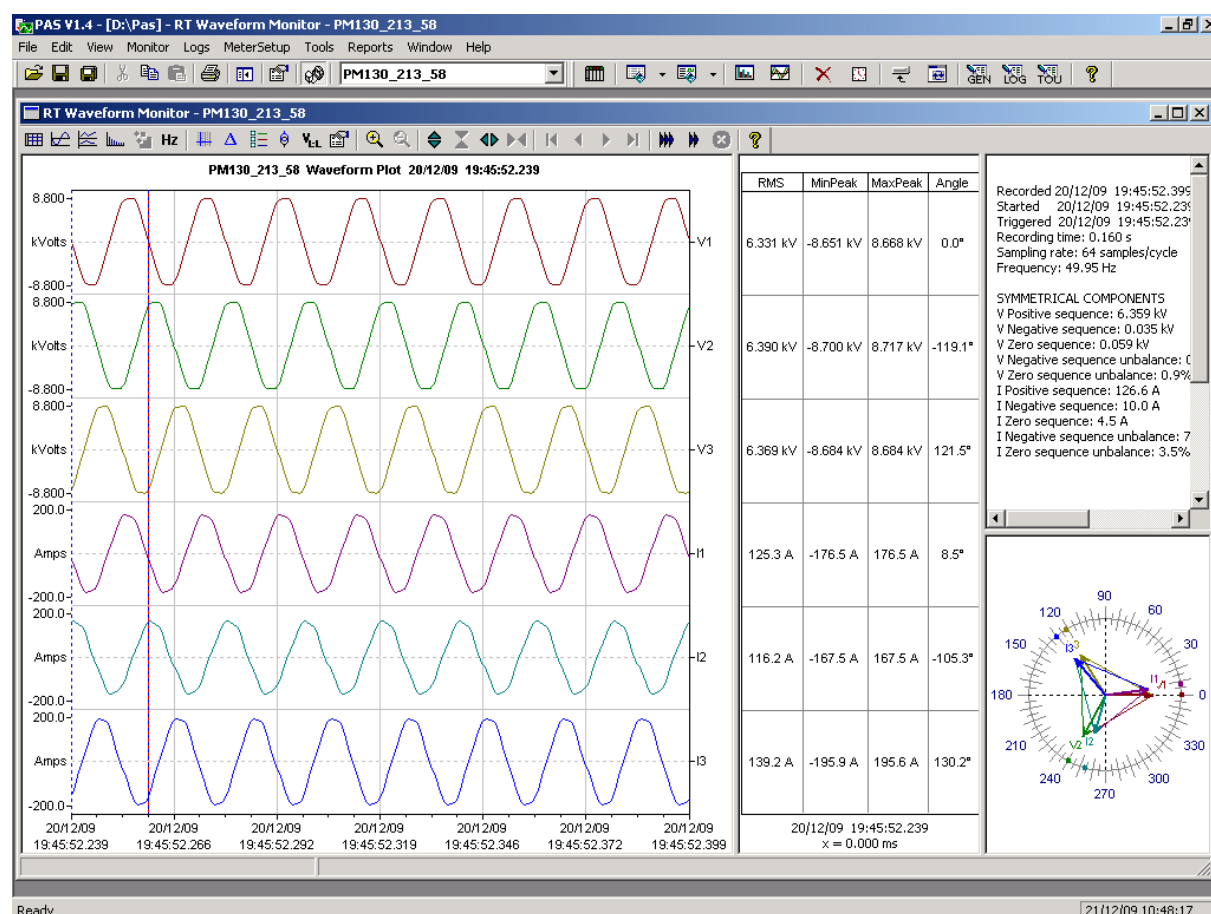 PAS V1.4 - [D:\Pas] - RT Waveform Monitor - PM130_213_58
File Edit View Monitor Logs MeterSetup Tools Reports Window Help
PM130_213_58
GEN LOG TOU
RT Waveform Monitor - PM130_213_58
Hz
VLL
PM130_213_58 Waveform Plot 20/12/09 19:45:52.239
8.800
kVolts
-8.800
V1
8.800
kVolts
-8.800
V2
8.800
kVolts
-8.800
V3
200.0
Amps
-200.0
I1
200.0
Amps
-200.0
I2
200.0
Amps
-200.0
I3
20/12/09 20/12/09 20/12/09 20/12/09 20/12/09 20/12/09 20/12/09
19:45:52.239 19:45:52.266 19:45:52.292 19:45:52.319 19:45:52.346 19:45:52.372 19:45:52.399
RMS MinPeak MaxPeak Angle
6.331 kV -8.651 kV 8.668 kV 0.0°
6.390 kV -8.700 kV 8.717 kV -119.1°
6.369 kV -8.684 kV 8.684 kV 121.5°
125.3 A -176.5 A 176.5 A 8.5°
116.2 A -167.5 A 167.5 A -105.3°
139.2 A -195.9 A 195.6 A 130.2°
20/12/09 19:45:52.239
x = 0.000 ms
Recorded 20/12/09 19:45:52.399
Started 20/12/09 19:45:52.239
Triggered 20/12/09 19:45:52.23
Recording time: 0.160 s
Sampling rate: 64 samples/cycle
Frequency: 49.95 Hz
SYMMETRICAL COMPONENTS
V Positive sequence: 6.359 kV
V Negative sequence: 0.035 kV
V Zero sequence: 0.059 kV
V Negative sequence unbalance:
V Zero sequence unbalance: 0.9%
I Positive sequence: 126.6 A
I Negative sequence: 10.0 A
I Zero sequence: 4.5 A
I Negative sequence unbalance: 7
I Zero sequence unbalance: 3.5%
90
120 60
150 30
180 0
210 330
240 300
270
I3
I1
V1
V2 I2
Ready
21/12/09 10:48:17